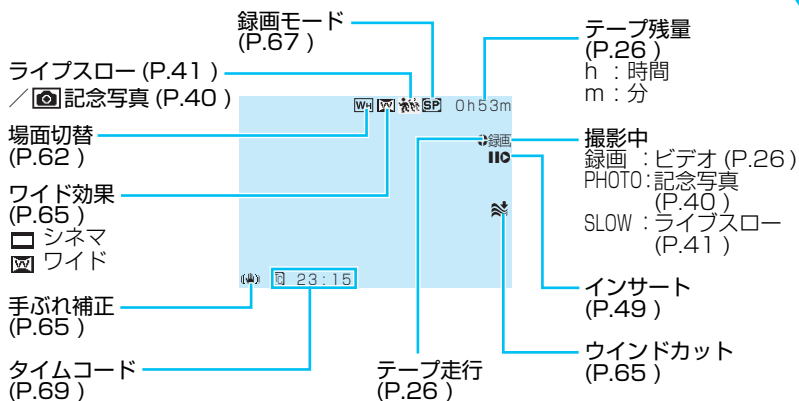 録画モード
(P.67 )
テープ残量
(P.26 )
h ：時間
m ：分
ライプスロー (P.41 )
／記念写真 (P.40 )
場面切替
(P.62 )
ワイド効果
(P.65 )
シネマ
W ワイド
手ぶれ補正
(P.65 )
タイムコード
(P.69 )
WH W SP 0h53m
録画
23:15
撮影中
録画 ：ビデオ (P.26 )
PHOTO：記念写真
(P.40 )
SLOW ：ライブスロー
(P.41 )
インサート
(P.49 )
ウインドカット
(P.65 )
テープ走行
(P.26 )